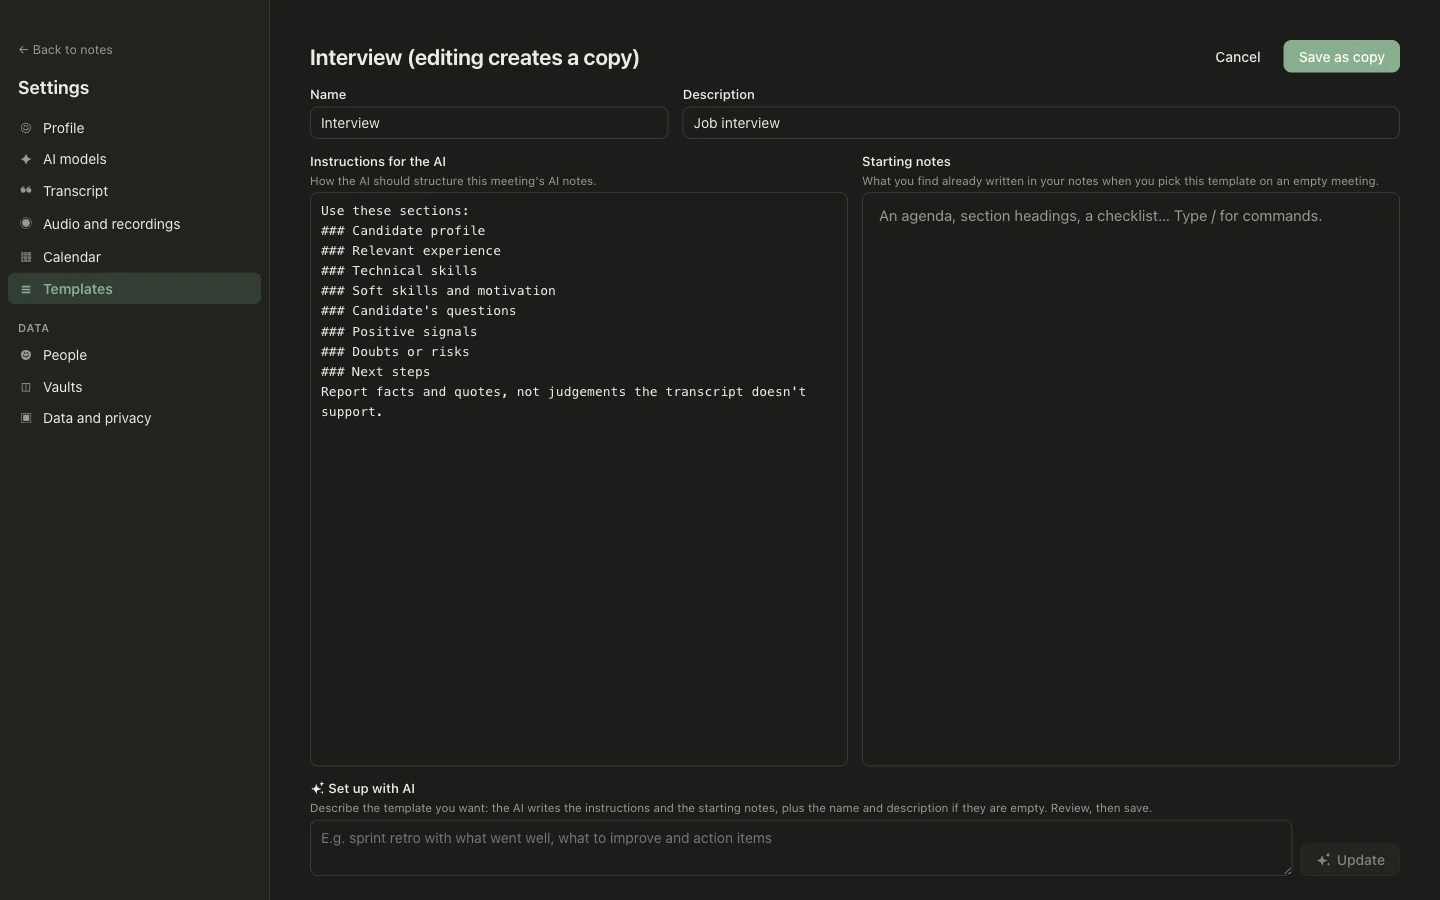 ← Back to notes
Settings
Profile
AI models
Transcript
Audio and recordings
Calendar
Templates
DATA
People
Vaults
Data and privacy
Interview (editing creates a copy)
Cancel
Save as copy
Name
Description
Interview
Job interview
Instructions for the AI
How the AI should structure this meeting's AI notes.
Starting notes
What you find already written in your notes when you pick this template on an empty meeting.
Use these sections:
### Candidate profile
### Relevant experience
### Technical skills
### Soft skills and motivation
### Candidate's questions
### Positive signals
### Doubts or risks
### Next steps
Report facts and quotes, not judgements the transcript doesn't
support.
An agenda, section headings, a checklist... Type / for commands.
Set up with AI
Describe the template you want: the AI writes the instructions and the starting notes, plus the name and description if they are empty. Review, then save.
E.g. sprint retro with what went well, what to improve and action items
Update